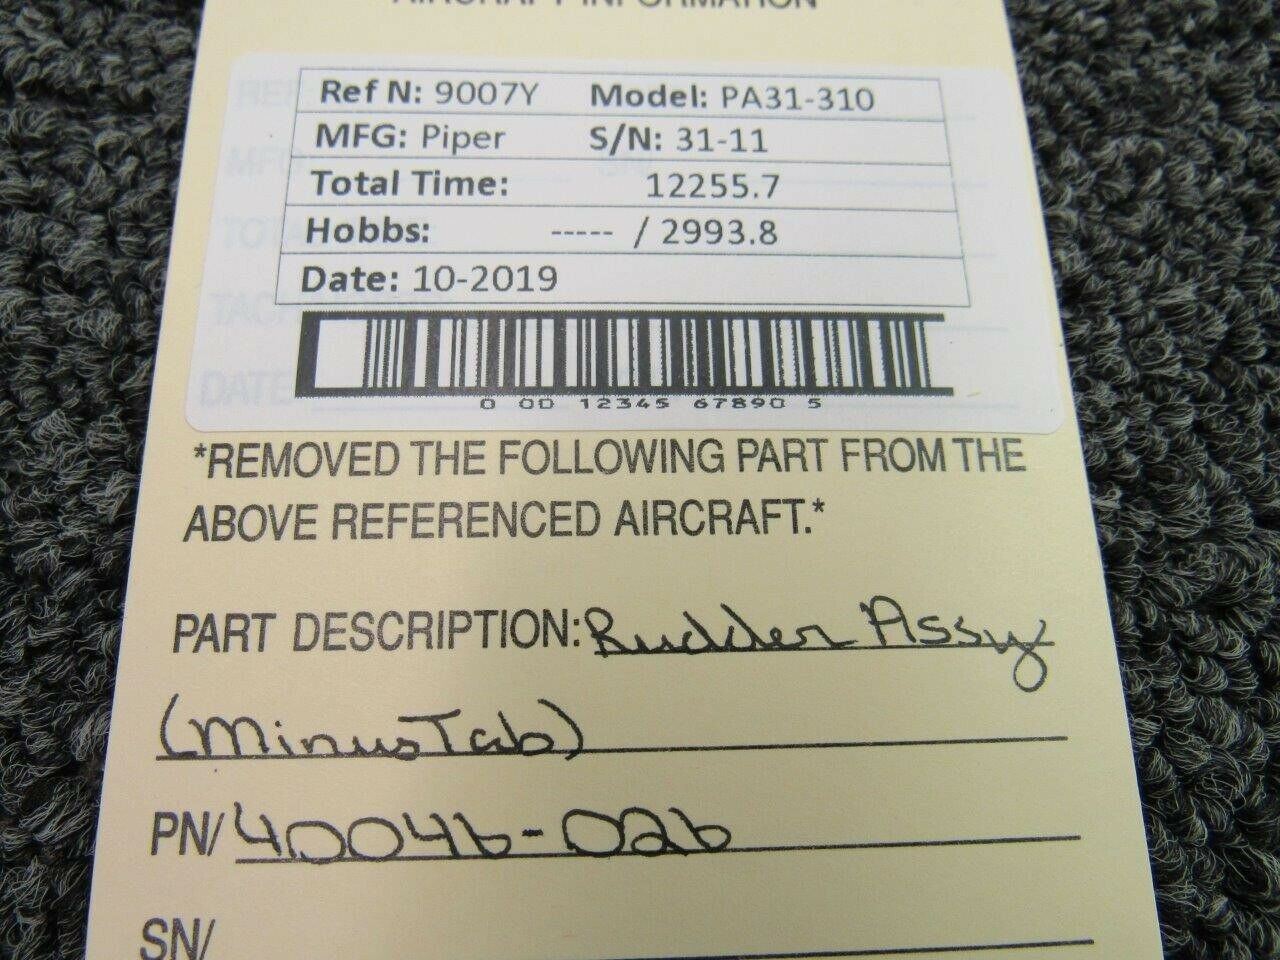 AIRCRAFT INFORMATION
Ref N: 9007Y Model: PA31-310
MFG: Piper S/N: 31-11
Total Time: 12255.7
Hobbs: ----- / 2993.8
Date: 10-2019
0 00 12345 67890 5
*REMOVED THE FOLLOWING PART FROM THE
ABOVE REFERENCED AIRCRAFT.*
PART DESCRIPTION: Rudder Assy
(Minus Tab)
PN/ 40046-026
SN/